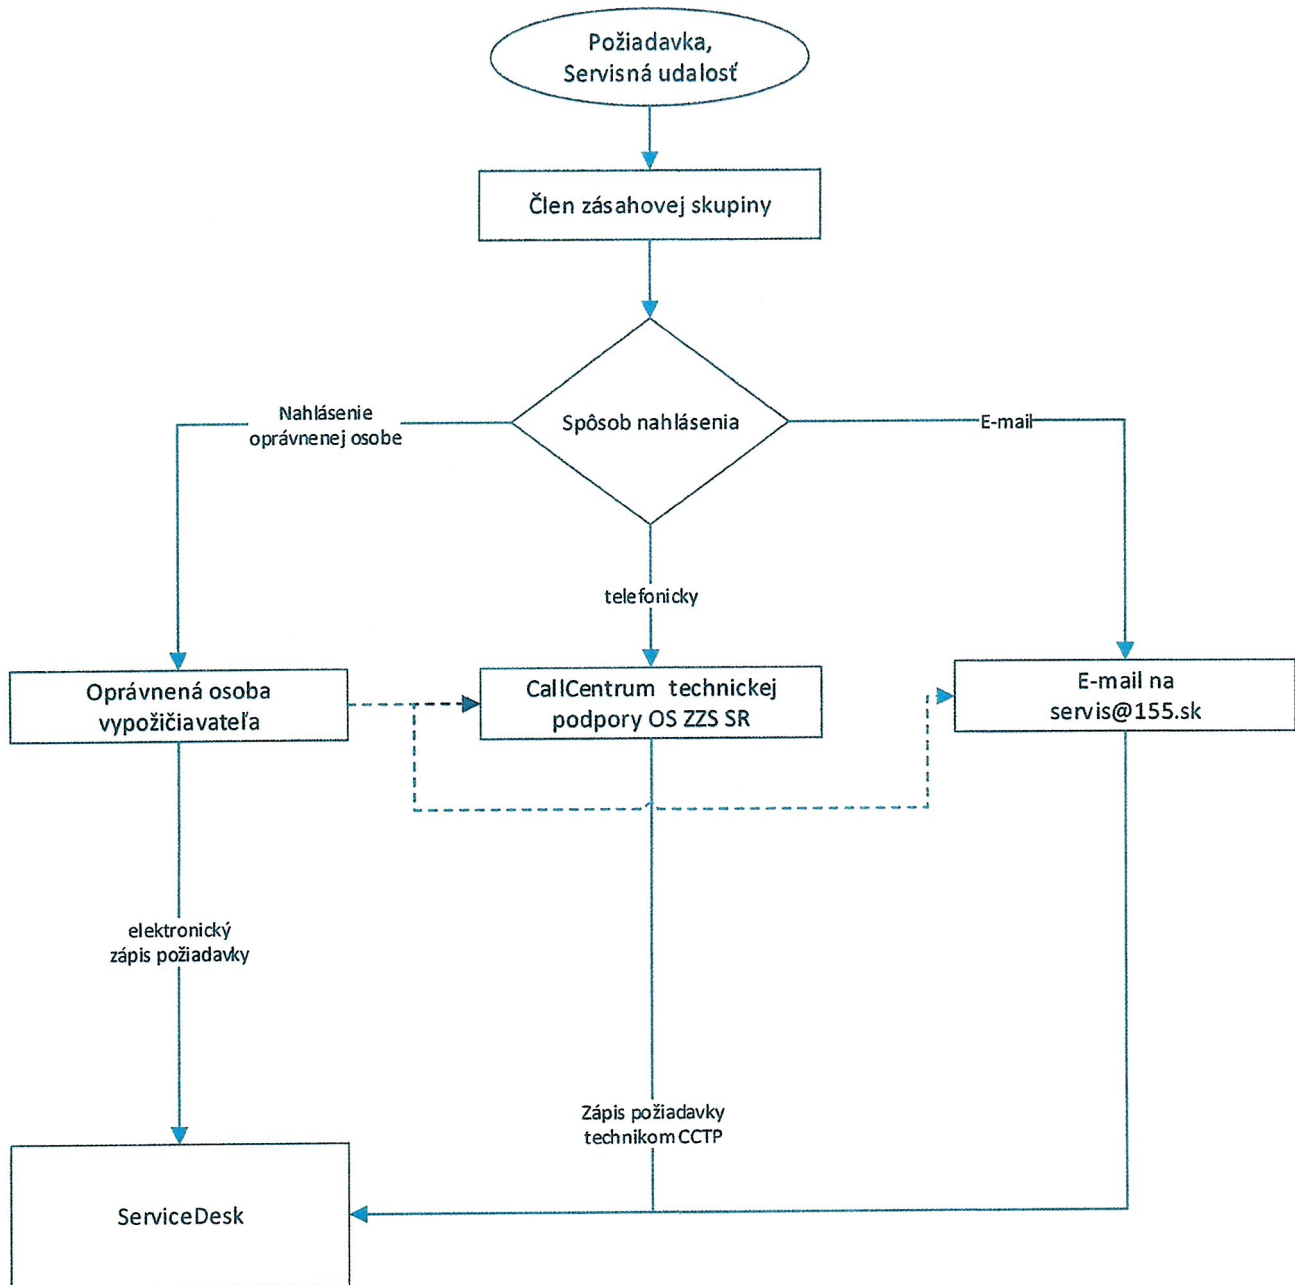 Požiadavka,
Servisná udalosť
Člen zásahovej skupiny
Spôsob nahlásenia
Nahlásenie
oprávnenej osobe
E-mail
telefonicky
Oprávnená osoba
vypožičiavateľa
CallCentrum technickej
podpory OS ZZS SR
E-mail na
servis@155.sk
elektronický
zápis požiadavky
Zápis požiadavky
technikom CCTP
ServiceDesk